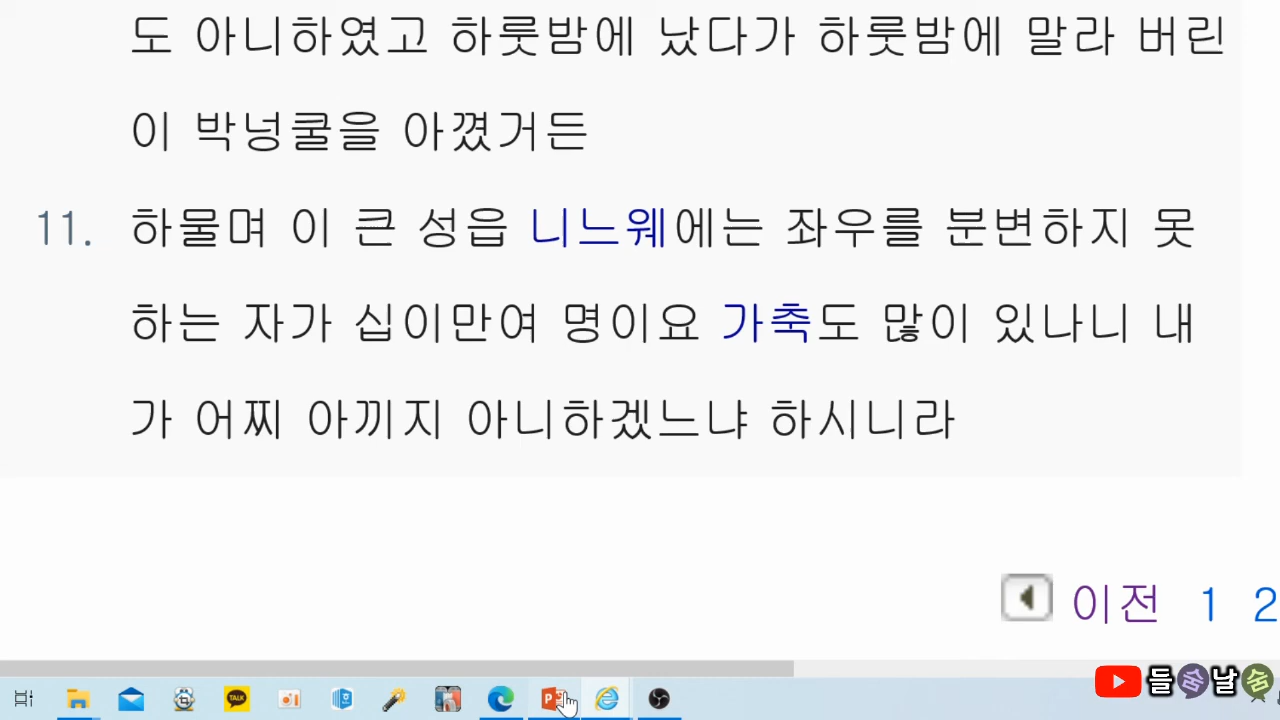 도 아니하였고 하룻밤에 났다가 하룻밤에 말라 버린
이 박넝쿨을 아꼈거든
11. 하물며 이 큰 성읍 니느웨에는 좌우를 분변하지 못
하는 자가 십이만여 명이요 가축도 많이 있나니 내
가 어찌 아끼지 아니하겠느냐 하시니라
이전 1 2
TALK
들숨날숨